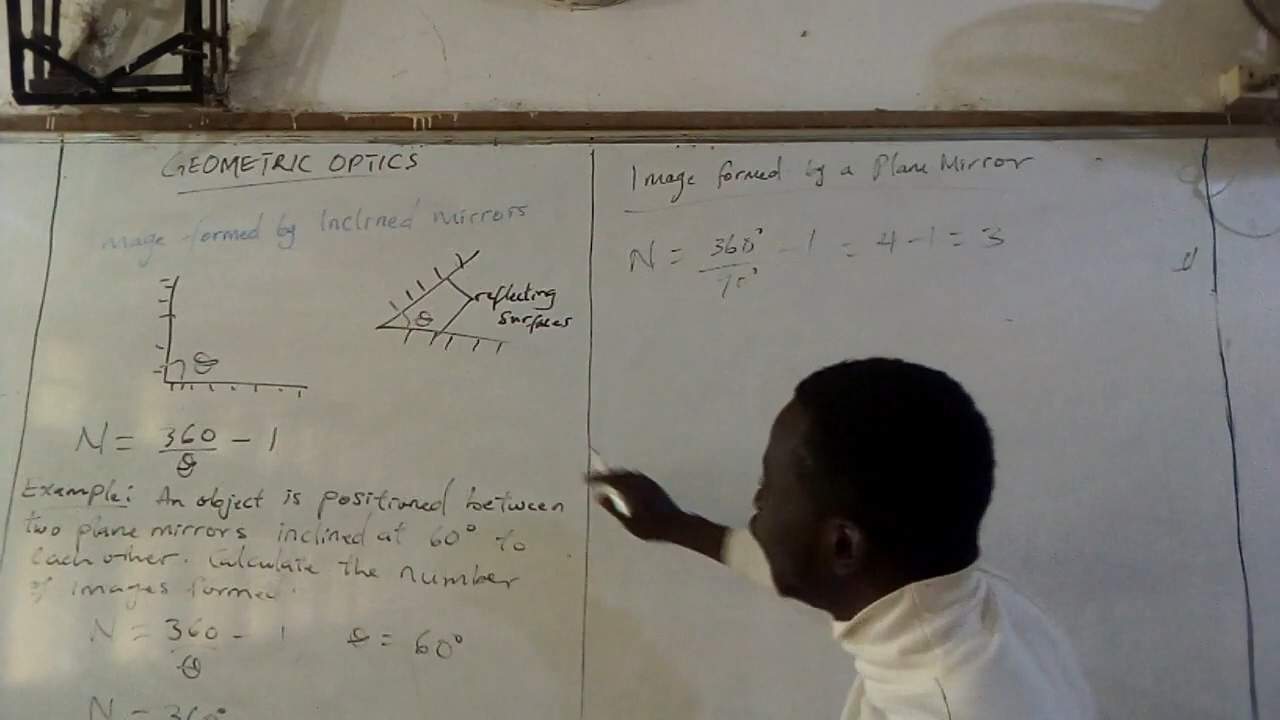 GEOMETRIC OPTICS
mage formed by Inclined mirrors
θ
θ
reflecting
surfaces
N = 360/θ - 1
Example: An object is positioned between
two plane mirrors inclined at 60° to
each other. Calculate the number
of images formed.
N = 360/θ - 1 θ = 60°
N = 360°
Image formed by a Plane Mirror
N = 360°/90° - 1 = 4 - 1 = 3